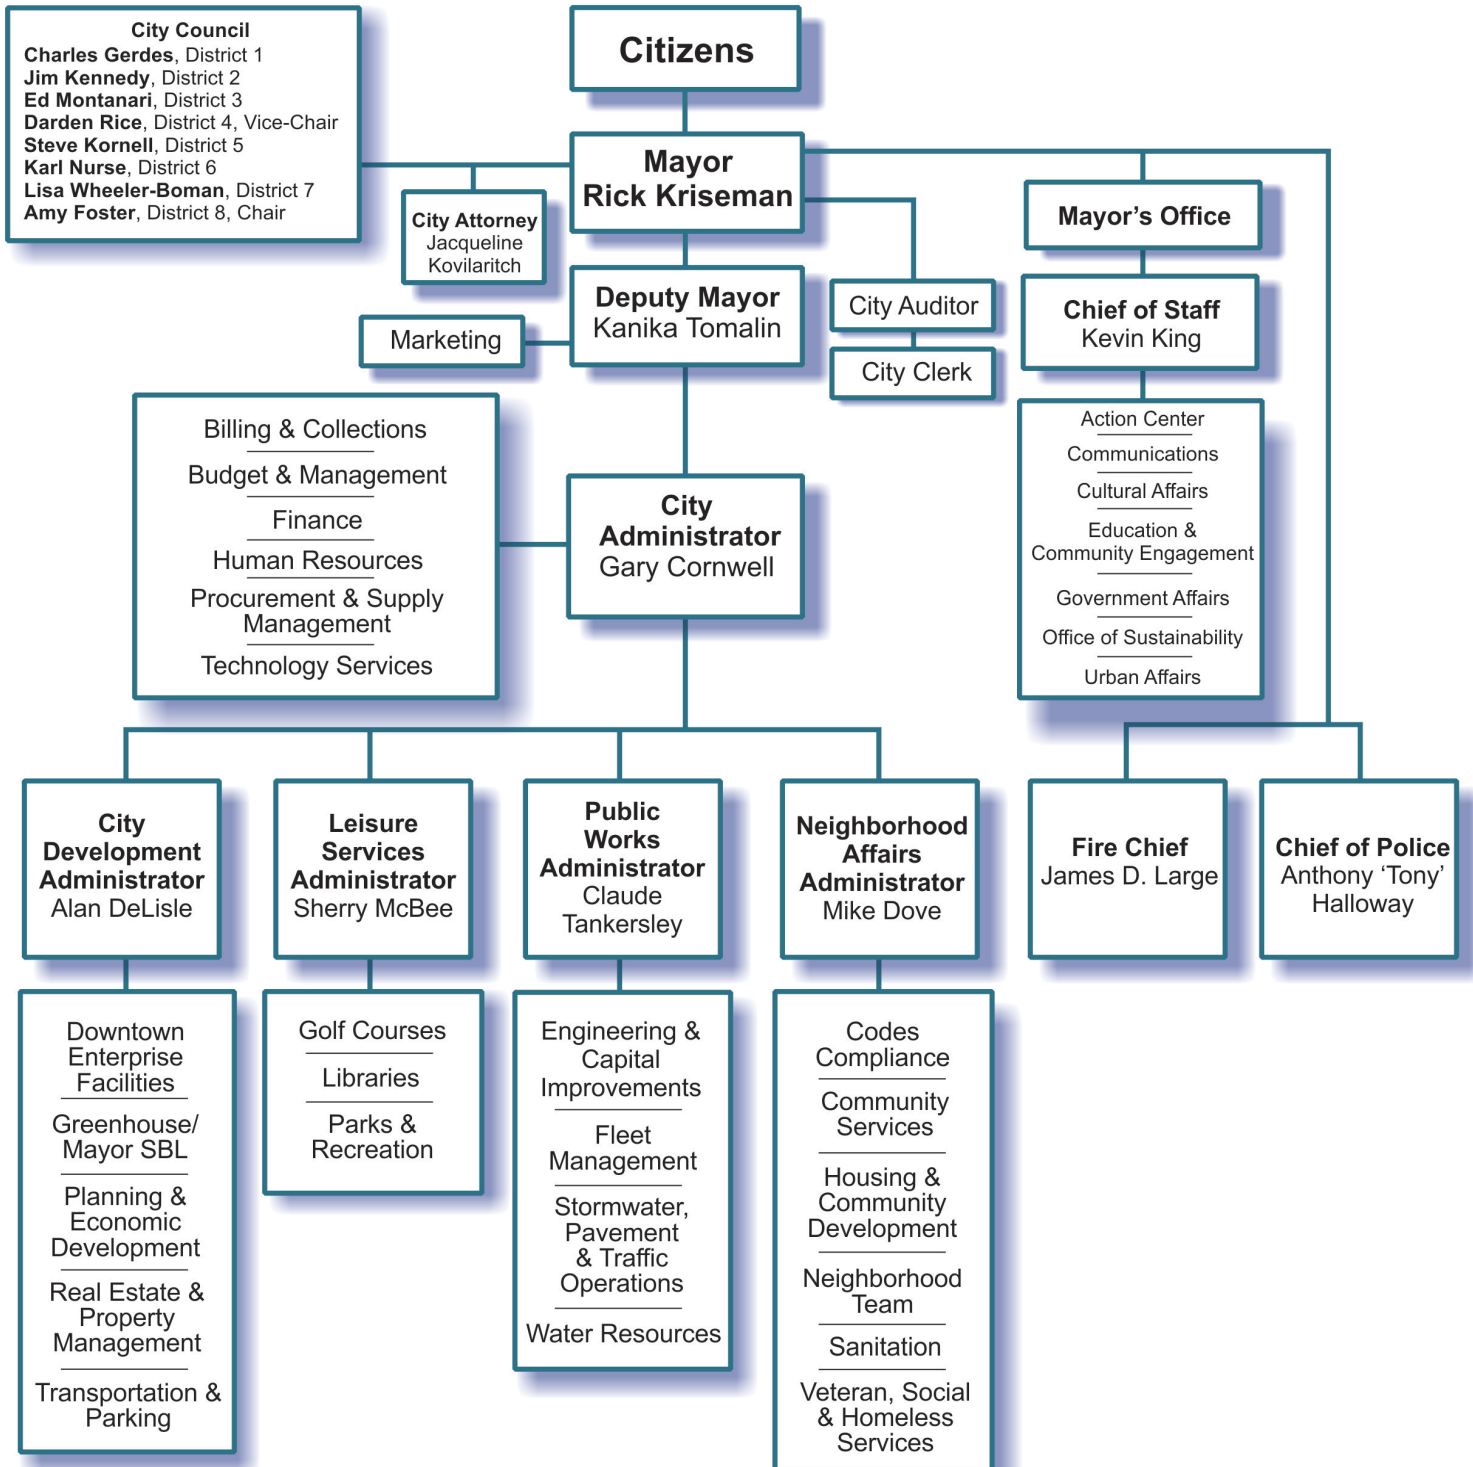 City Council
Charles Gerdes, District 1
Jim Kennedy, District 2
Ed Montanari, District 3
Darden Rice, District 4, Vice-Chair
Steve Kornell, District 5
Karl Nurse, District 6
Lisa Wheeler-Boman, District 7
Amy Foster, District 8, Chair
Citizens
Mayor
Rick Kriseman
City Attorney
Jacqueline
Kovilaritch
Mayor’s Office
Deputy Mayor
Kanika Tomalin
Marketing
City Auditor
City Clerk
Chief of Staff
Kevin King
Action Center
Communications
Cultural Affairs
Education &
Community Engagement
Government Affairs
Office of Sustainability
Urban Affairs
Billing & Collections
Budget & Management
Finance
Human Resources
Procurement & Supply
Management
Technology Services
City
Administrator
Gary Cornwell
City
Development
Administrator
Alan DeLisle
Leisure
Services
Administrator
Sherry McBee
Public
Works
Administrator
Claude
Tankersley
Neighborhood
Affairs
Administrator
Mike Dove
Fire Chief
James D. Large
Chief of Police
Anthony ‘Tony’
Halloway
Downtown
Enterprise
Facilities
Greenhouse/
Mayor SBL
Planning &
Economic
Development
Real Estate &
Property
Management
Transportation &
Parking
Golf Courses
Libraries
Parks &
Recreation
Engineering &
Capital
Improvements
Fleet
Management
Stormwater,
Pavement
& Traffic
Operations
Water Resources
Codes
Compliance
Community
Services
Housing &
Community
Development
Neighborhood
Team
Sanitation
Veteran, Social
& Homeless
Services